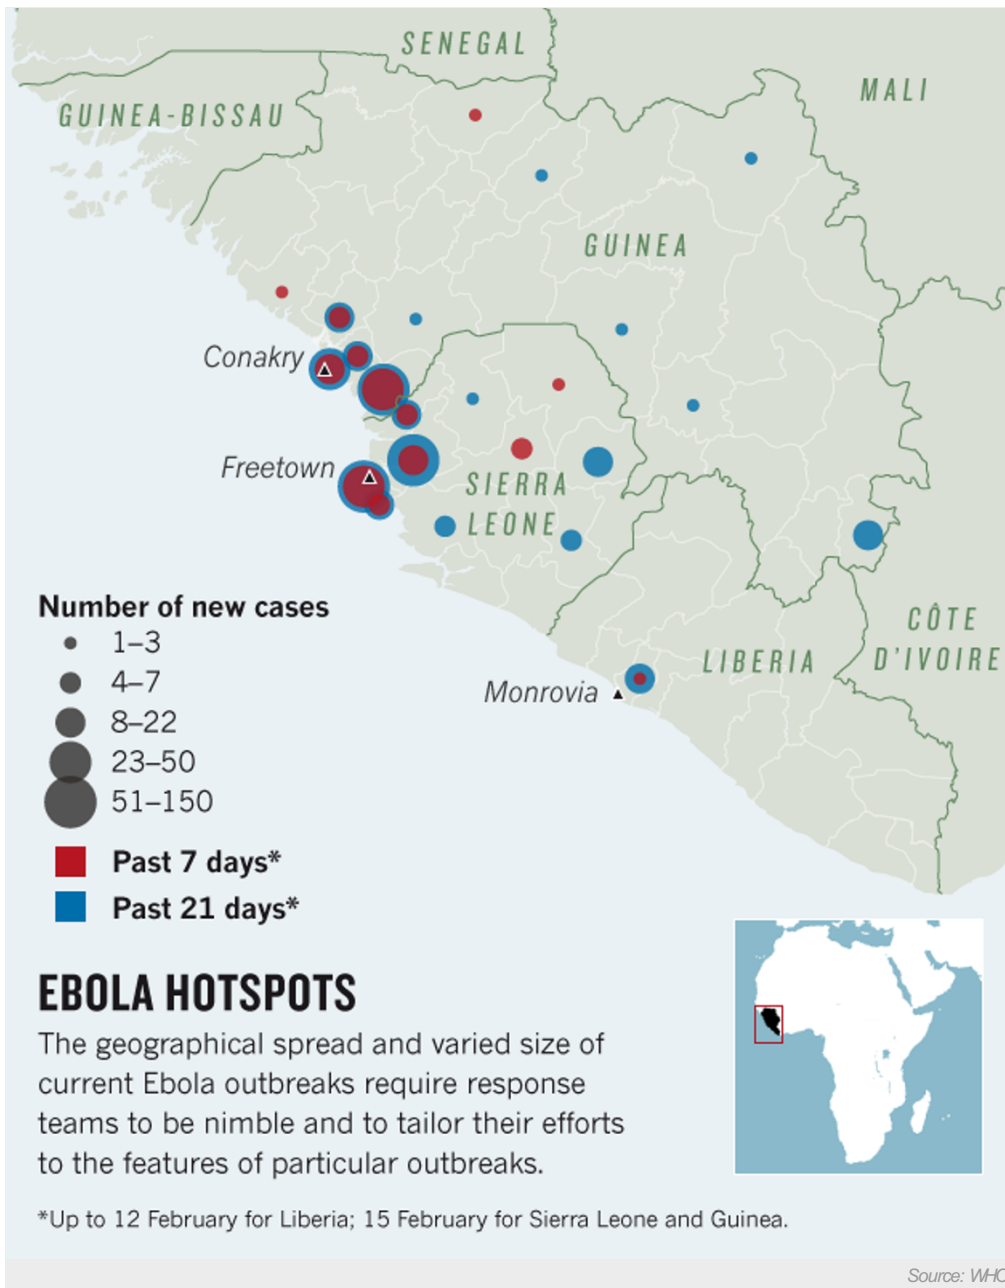 SENEGAL
MALI
GUINEA-BISSAU
GUINEA
Conakry
Freetown
SIERRA
LEONE
CÔTE
D'IVOIRE
LIBERIA
Monrovia
Number of new cases
1–3
4–7
8–22
23–50
51–150
Past 7 days*
Past 21 days*
EBOLA HOTSPOTS
The geographical spread and varied size of
current Ebola outbreaks require response
teams to be nimble and to tailor their efforts
to the features of particular outbreaks.
*Up to 12 February for Liberia; 15 February for Sierra Leone and Guinea.
Source: WHO